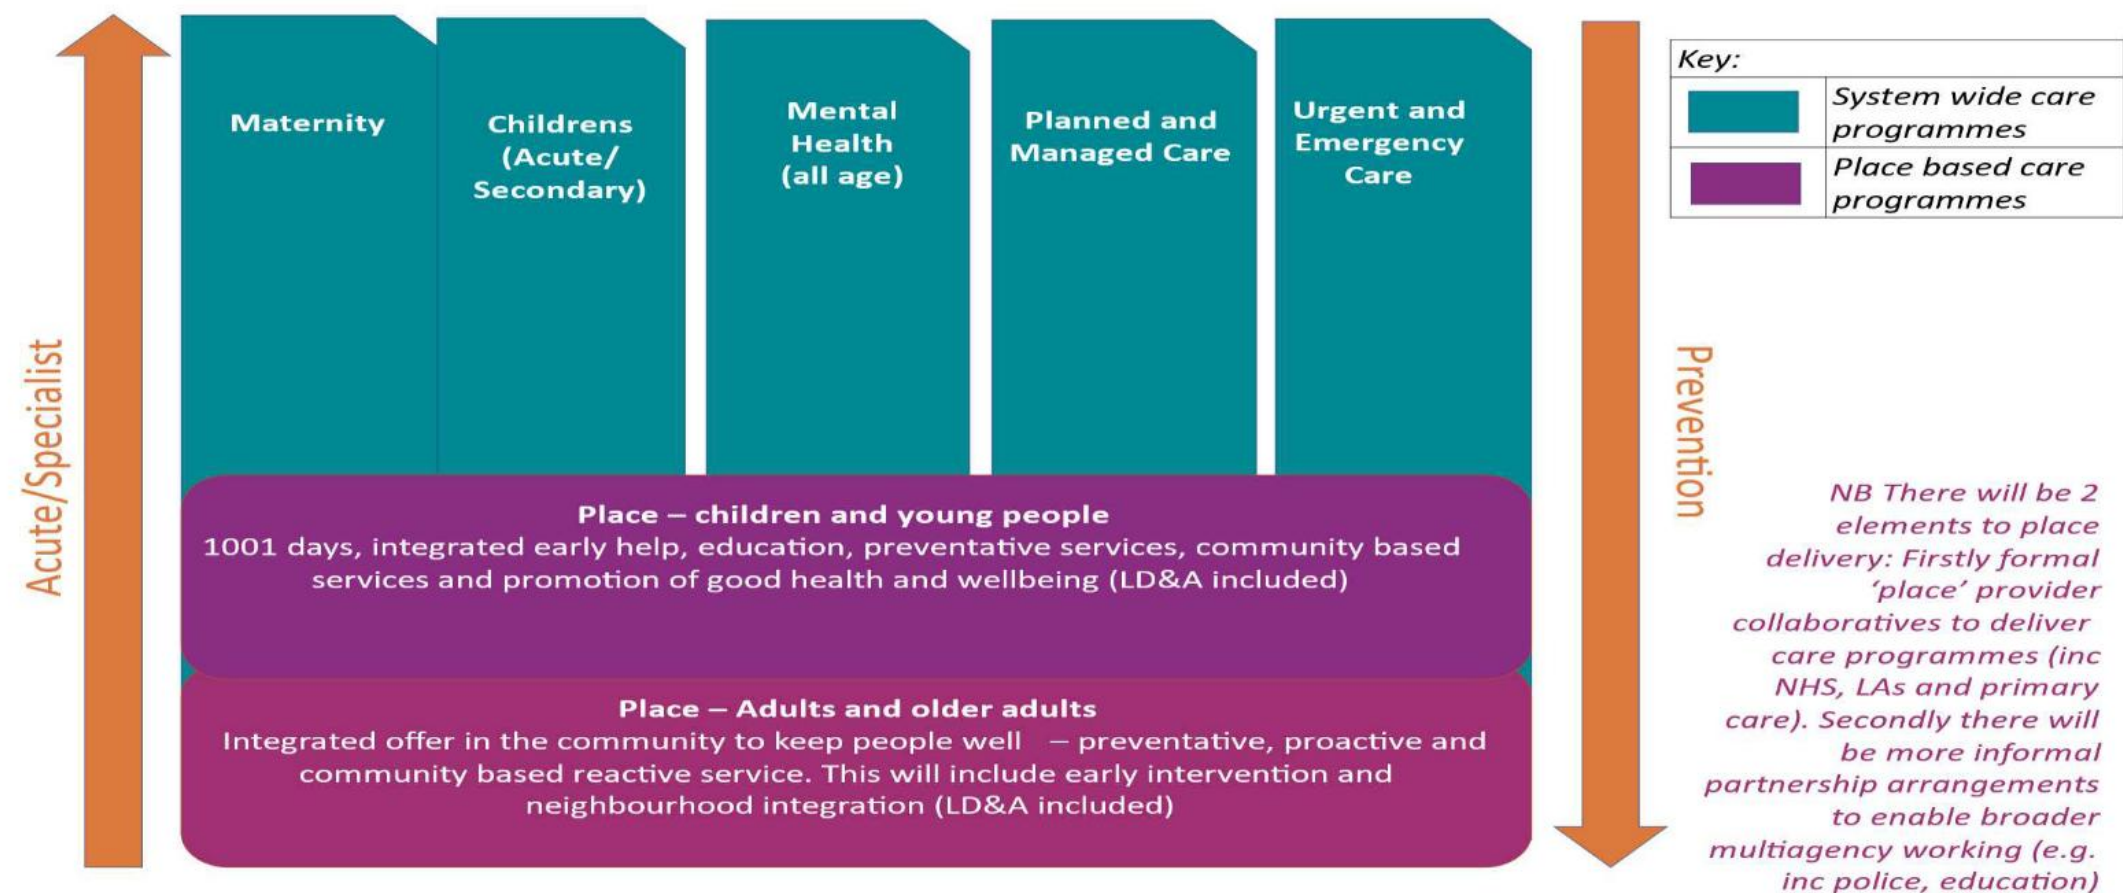 Acute/Specialist
Maternity
Childrens
(Acute/
Secondary)
Mental
Health
(all age)
Planned and
Managed Care
Urgent and
Emergency
Care
Place – children and young people
1001 days, integrated early help, education, preventative services, community based
services and promotion of good health and wellbeing (LD&A included)
Place – Adults and older adults
Integrated offer in the community to keep people well – preventative, proactive and
community based reactive service. This will include early intervention and
neighbourhood integration (LD&A included)
Prevention
Key:
System wide care
programmes
Place based care
programmes
NB There will be 2
elements to place
delivery: Firstly formal
‘place’ provider
collaboratives to deliver
care programmes (inc
NHS, LAs and primary
care). Secondly there will
be more informal
partnership arrangements
to enable broader
multiagency working (e.g.
inc police, education)